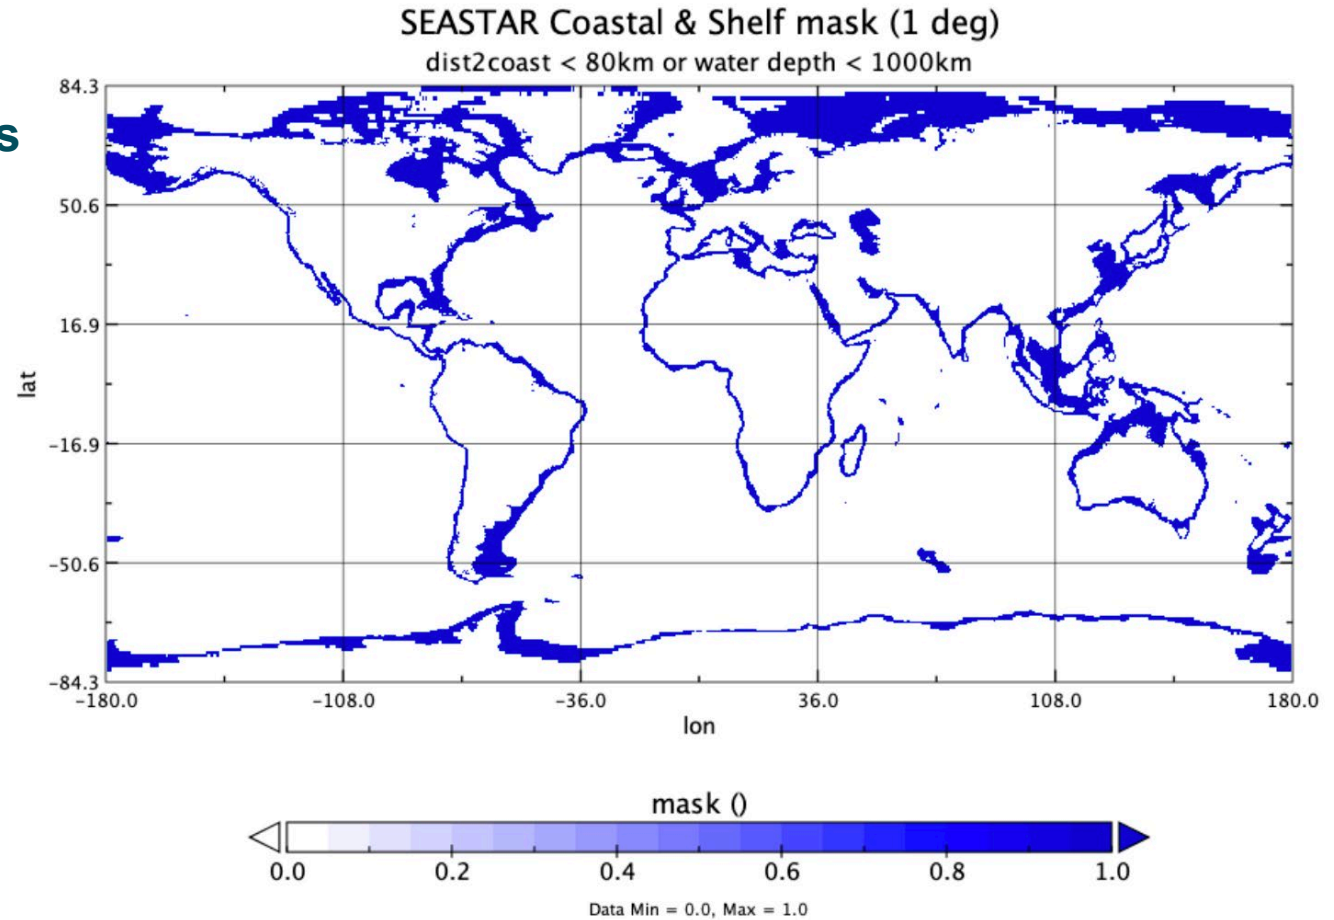 SEASTAR Coastal & Shelf mask (1 deg)
dist2coast < 80km or water depth < 1000km
s
84.3
50.6
16.9
lat
-16.9
-50.6
-84.3
-180.0 -108.0 -36.0 36.0 108.0 180.0
lon
mask ()
0.0 0.2 0.4 0.6 0.8 1.0
Data Min = 0.0, Max = 1.0